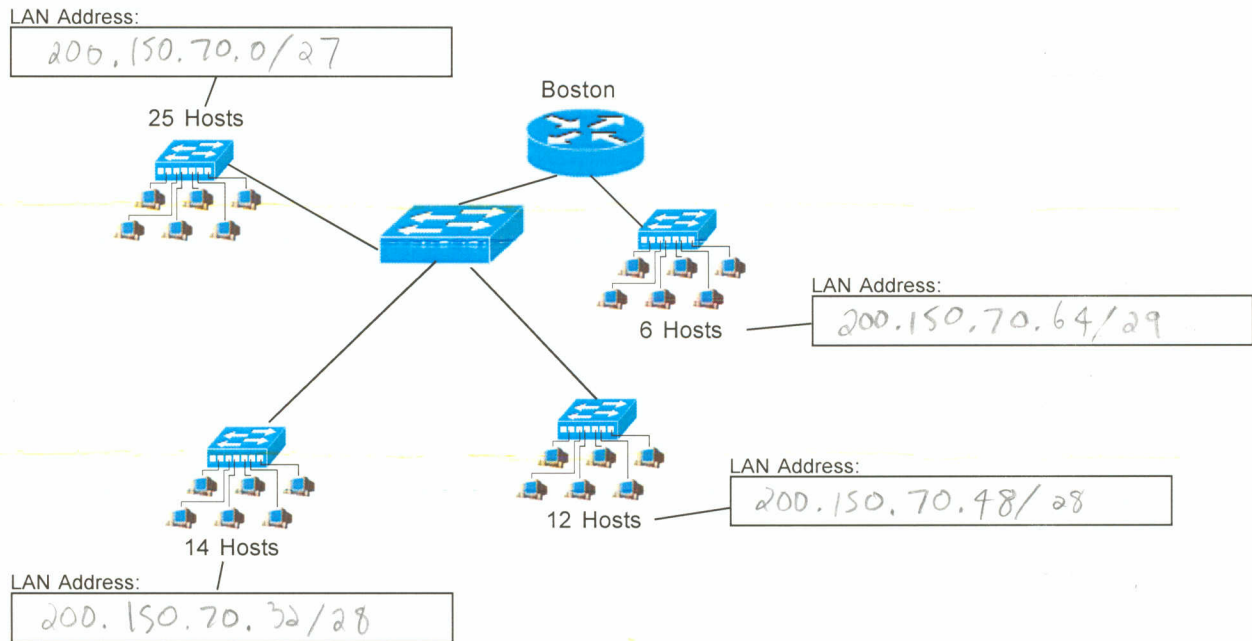 LAN Address:
200.150.70.0/27
25 Hosts
Boston
LAN Address:
200.150.70.64/29
6 Hosts
LAN Address:
200.150.70.48/28
12 Hosts
14 Hosts
LAN Address:
200.150.70.32/28